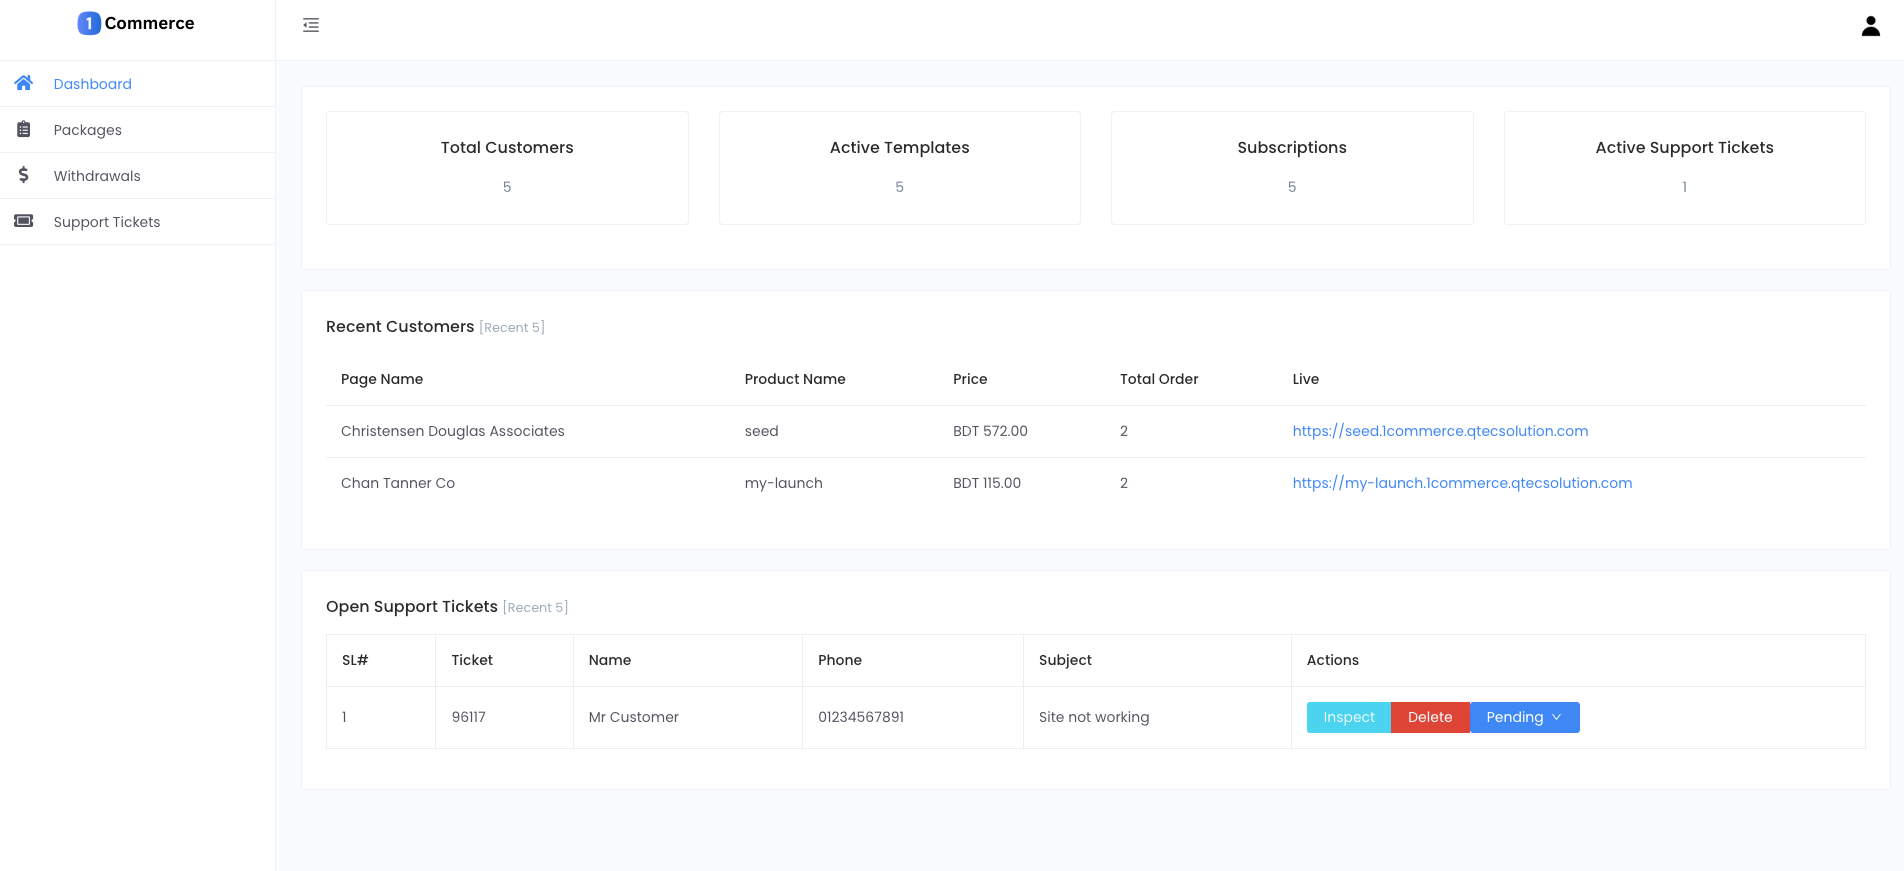 1 Commerce
Dashboard
Packages
Withdrawals
Support Tickets
Total Customers
5
Active Templates
5
Subscriptions
5
Active Support Tickets
1
Recent Customers [Recent 5]
Page Name Product Name Price Total Order Live
Christensen Douglas Associates seed BDT 572.00 2 https://seed.1commerce.qtecsolution.com
Chan Tanner Co my-launch BDT 115.00 2 https://my-launch.1commerce.qtecsolution.com
Open Support Tickets [Recent 5]
SL# Ticket Name Phone Subject Actions
1 96117 Mr Customer 01234567891 Site not working Inspect Delete Pending